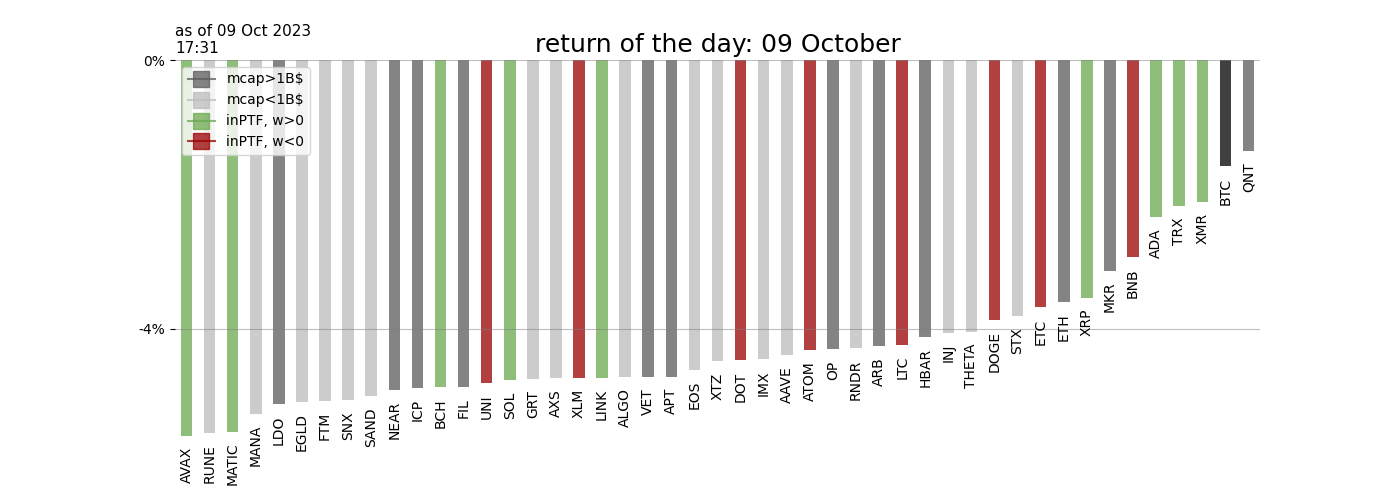 as of 09 Oct 2023
17:31
return of the day: 09 October
0%
mcap>1B$
mcap<1B$
inPTF, w>0
inPTF, w<0
-4%
AVAX
RUNE
MATIC
MANA
LDO
EGLD
FTM
SNX
SAND
NEAR
ICP
BCH
FIL
UNI
SOL
GRT
AXS
XLM
LINK
ALGO
VET
APT
EOS
XTZ
DOT
IMX
AAVE
ATOM
OP
RNDR
ARB
LTC
HBAR
INJ
THETA
DOGE
STX
ETC
ETH
XRP
MKR
BNB
ADA
TRX
XMR
BTC
QNT